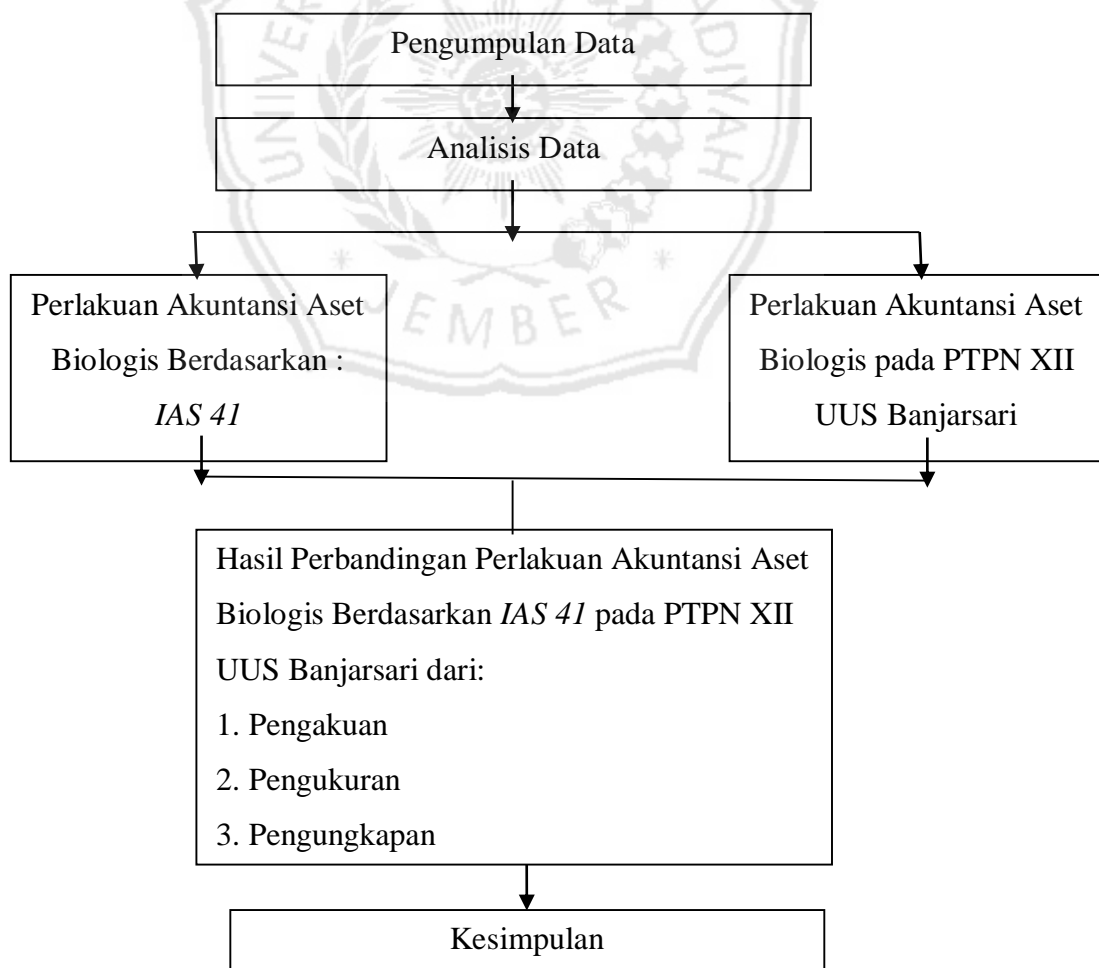 Pengumpulan Data
Analisis Data
Perlakuan Akuntansi Aset
Biologis Berdasarkan :
IAS 41
Perlakuan Akuntansi Aset
Biologis pada PTPN XII
UUS Banjarsari
Hasil Perbandingan Perlakuan Akuntansi Aset
Biologis Berdasarkan IAS 41 pada PTPN XII
UUS Banjarsari dari:
1. Pengakuan
2. Pengukuran
3. Pengungkapan
Kesimpulan
JEMBER